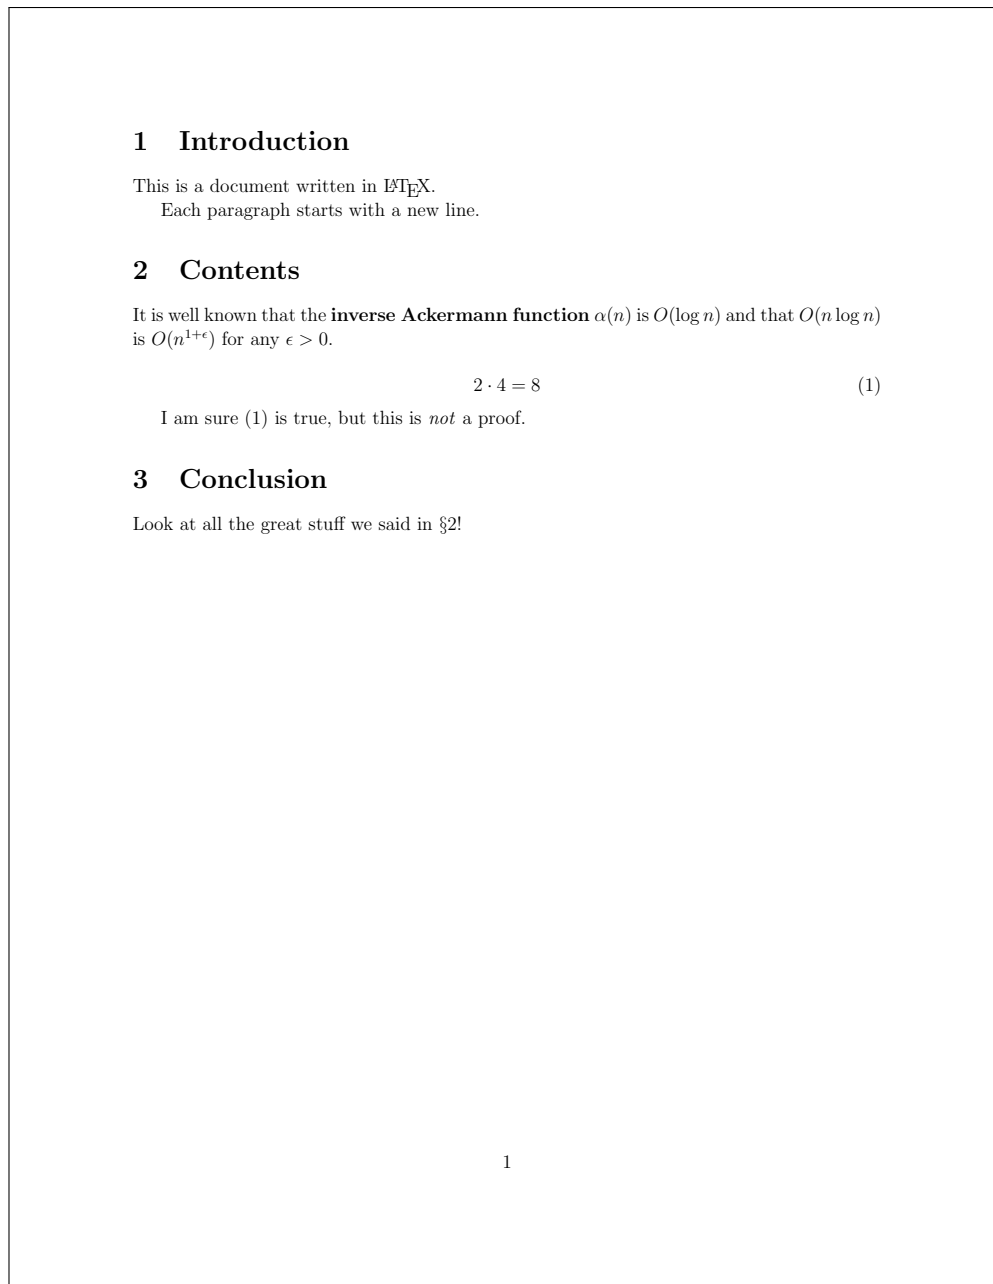 1 Introduction
This is a document written in LATEX.
Each paragraph starts with a new line.
2 Contents
It is well known that the inverse Ackermann function α(n) is O(log n) and that O(n log n)
is O(n^{1+ϵ}) for any ϵ > 0.
2 · 4 = 8 (1)
I am sure (1) is true, but this is not a proof.
3 Conclusion
Look at all the great stuff we said in §2!
1